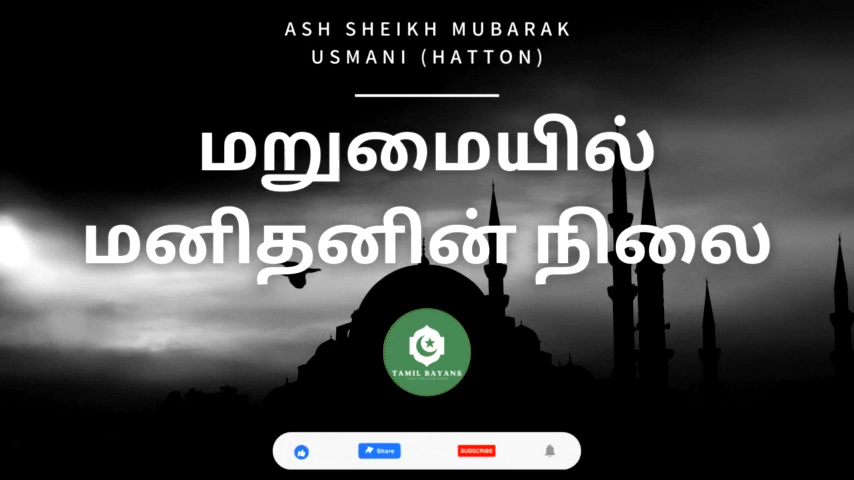 ASH SHEIKH MUBARAK
USMANI (HATTON)
மறுமையில்
மனிதனின் நிலை
TAMIL BAYANS
Share
SUBSCRIBE